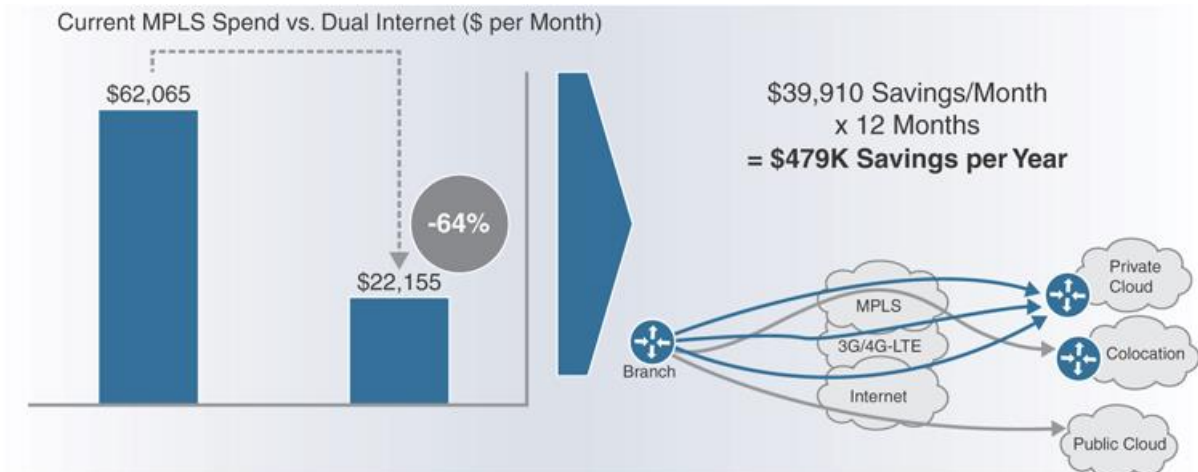 Current MPLS Spend vs. Dual Internet ($ per Month)
$62,065
-64%
$22,155
$39,910 Savings/Month
x 12 Months
= $479K Savings per Year
Branch
MPLS
3G/4G-LTE
Internet
Private
Cloud
Colocation
Public Cloud